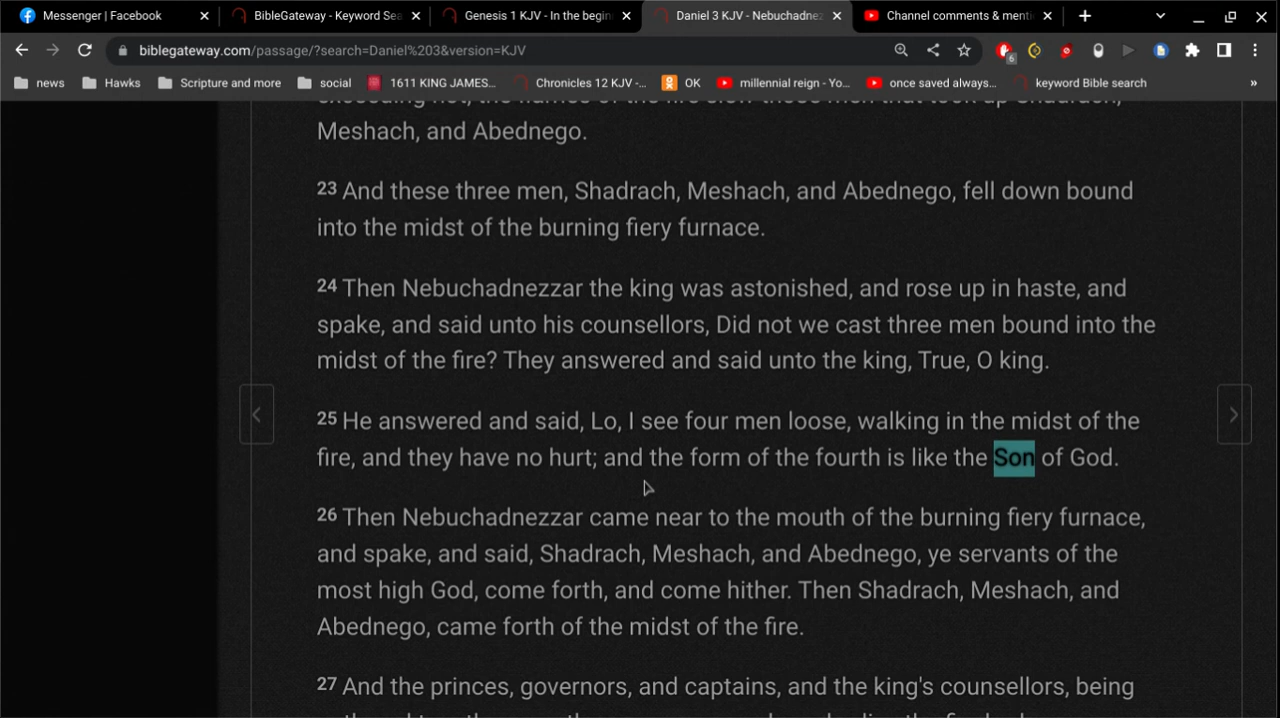 Messenger | Facebook
BibleGateway - Keyword Sea
Genesis 1 KJV - In the begin
Daniel 3 KJV - Nebuchadnez
Channel comments & menti
biblegateway.com/passage/?search=Daniel%203&version=KJV
6
news
Hawks
Scripture and more
social
1611 KING JAMES...
Chronicles 12 KJV -...
OK
millennial reign - Yo...
once saved always...
keyword Bible search
»
Meshach, and Abednego.
23 And these three men, Shadrach, Meshach, and Abednego, fell down bound
into the midst of the burning fiery furnace.
24 Then Nebuchadnezzar the king was astonished, and rose up in haste, and
spake, and said unto his counsellors, Did not we cast three men bound into the
midst of the fire? They answered and said unto the king, True, O king.
25 He answered and said, Lo, I see four men loose, walking in the midst of the
fire, and they have no hurt; and the form of the fourth is like the Son of God.
26 Then Nebuchadnezzar came near to the mouth of the burning fiery furnace,
and spake, and said, Shadrach, Meshach, and Abednego, ye servants of the
most high God, come forth, and come hither. Then Shadrach, Meshach, and
Abednego, came forth of the midst of the fire.
27 And the princes, governors, and captains, and the king's counsellors, being